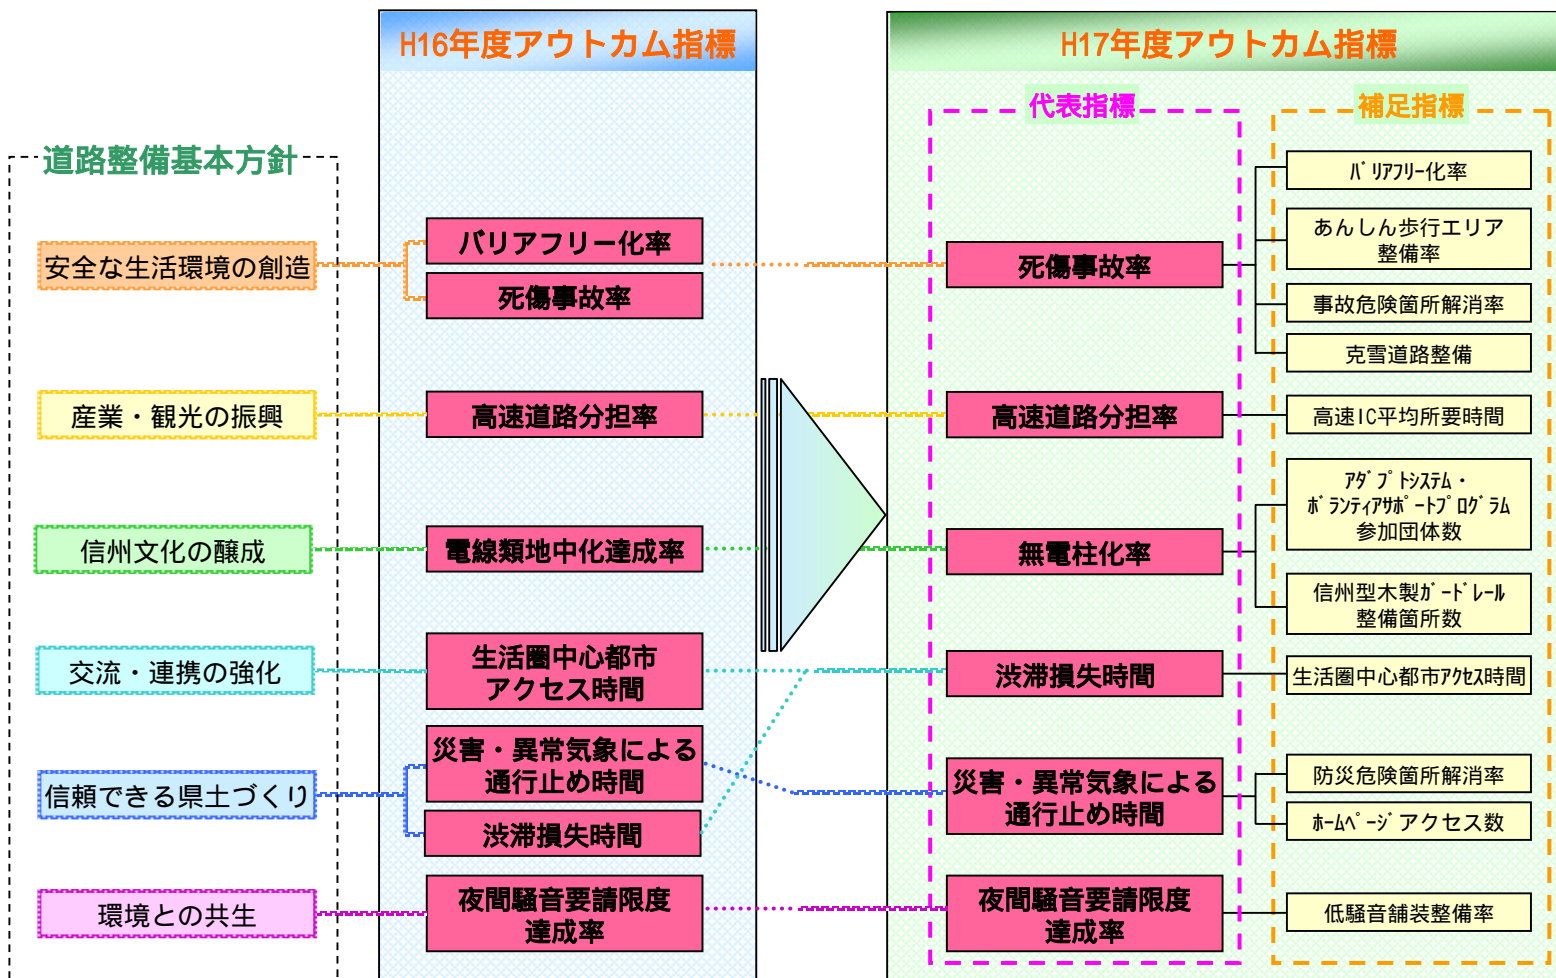 H16年度アウトカム指標
H17年度アウトカム指標
代表指標
補足指標
道路整備基本方針
安全な生活環境の創造
産業・観光の振興
信州文化の醸成
交流・連携の強化
信頼できる県土づくり
環境との共生
バリアフリー化率
死傷事故率
高速道路分担率
電線類地中化達成率
生活圏中心都市
アクセス時間
災害・異常気象による
通行止め時間
渋滞損失時間
夜間騒音要請限度
達成率
死傷事故率
高速道路分担率
無電柱化率
渋滞損失時間
災害・異常気象による
通行止め時間
夜間騒音要請限度
達成率
ﾊﾞﾘｱﾌﾘｰ化率
あんしん歩行エリア
整備率
事故危険箇所解消率
克雪道路整備
高速IC平均所要時間
ｱﾀﾞﾌﾟﾄｼｽﾃﾑ・
ﾎﾞﾗﾝﾃｨｱｻﾎﾟｰﾄﾌﾟﾛｸﾞﾗﾑ
参加団体数
信州型木製ｶﾞｰﾄﾞﾚｰﾙ
整備箇所数
生活圏中心都市ｱｸｾｽ時間
防災危険箇所解消率
ﾎｰﾑﾍﾟｰｼﾞアクセス数
低騒音舗装整備率